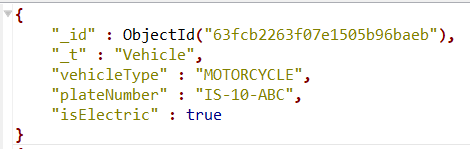 {
"_id" : ObjectId("63fcb2263f07e1505b96baeb"),
"_t" : "Vehicle",
"vehicleType" : "MOTORCYCLE",
"plateNumber" : "IS-10-ABC",
"isElectric" : true
}